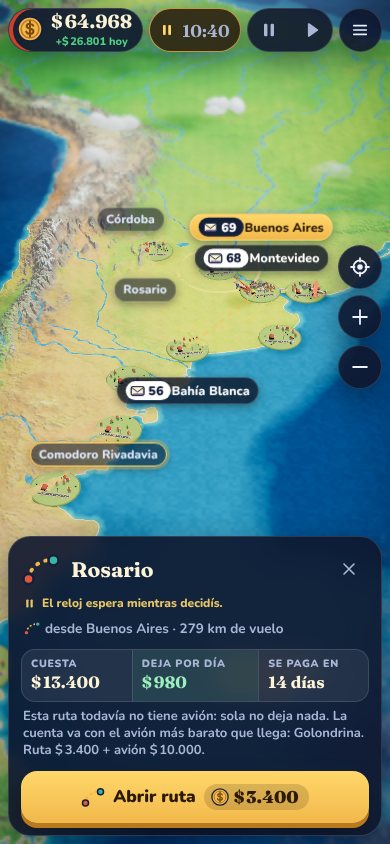 $64.968
+$26.801 hoy
10:40
Córdoba
69 Buenos Aires
68 Montevideo
Rosario
56 Bahía Blanca
Comodoro Rivadavia
Rosario
El reloj espera mientras decidís.
desde Buenos Aires · 279 km de vuelo
CUESTA
$13.400
DEJA POR DÍA
$980
SE PAGA EN
14 días
Esta ruta todavía no tiene avión: sola no deja nada. La
cuenta va con el avión más barato que llega: Golondrina.
Ruta $3.400 + avión $10.000.
Abrir ruta $3.400